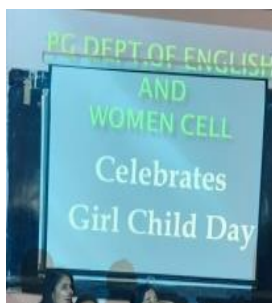 PG DEPT.OF ENGLISH
AND
WOMEN CELL
Celebrates
Girl Child Day